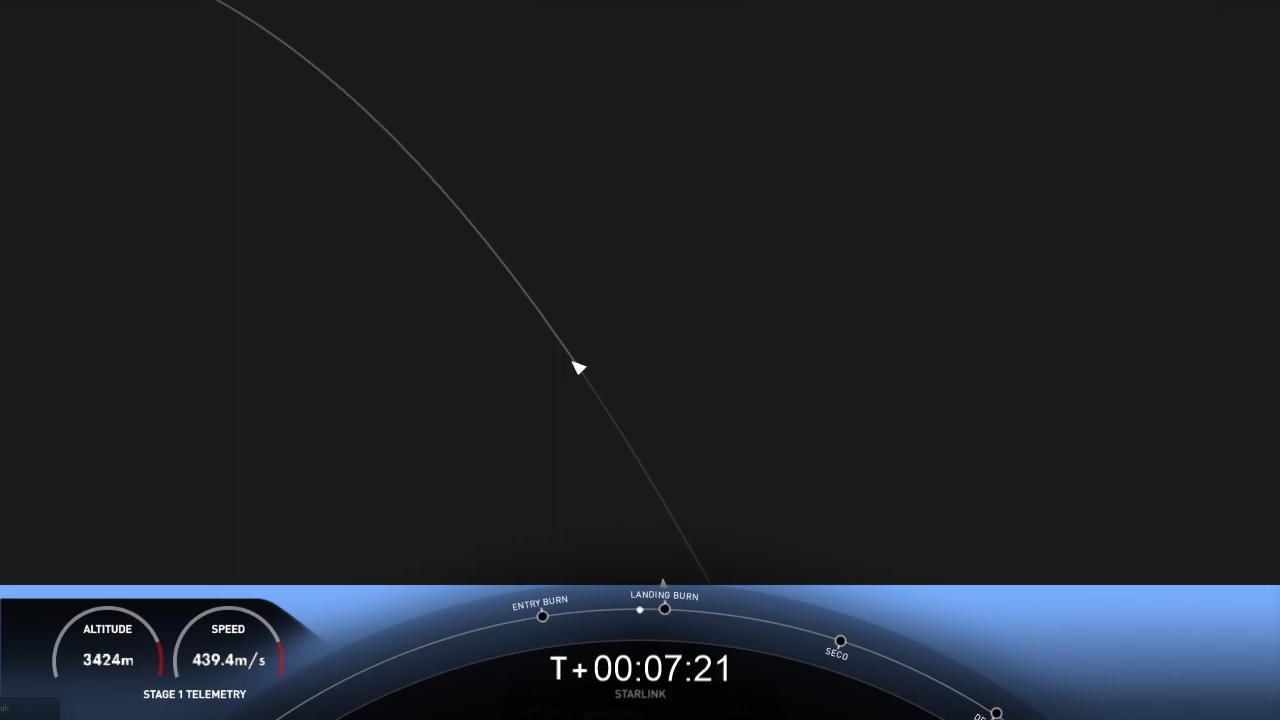 ENTRY BURN
LANDING BURN
SECO
ALTITUDE
3424m
SPEED
439.4m/s
STAGE 1 TELEMETRY
T+00:07:21
STARLINK